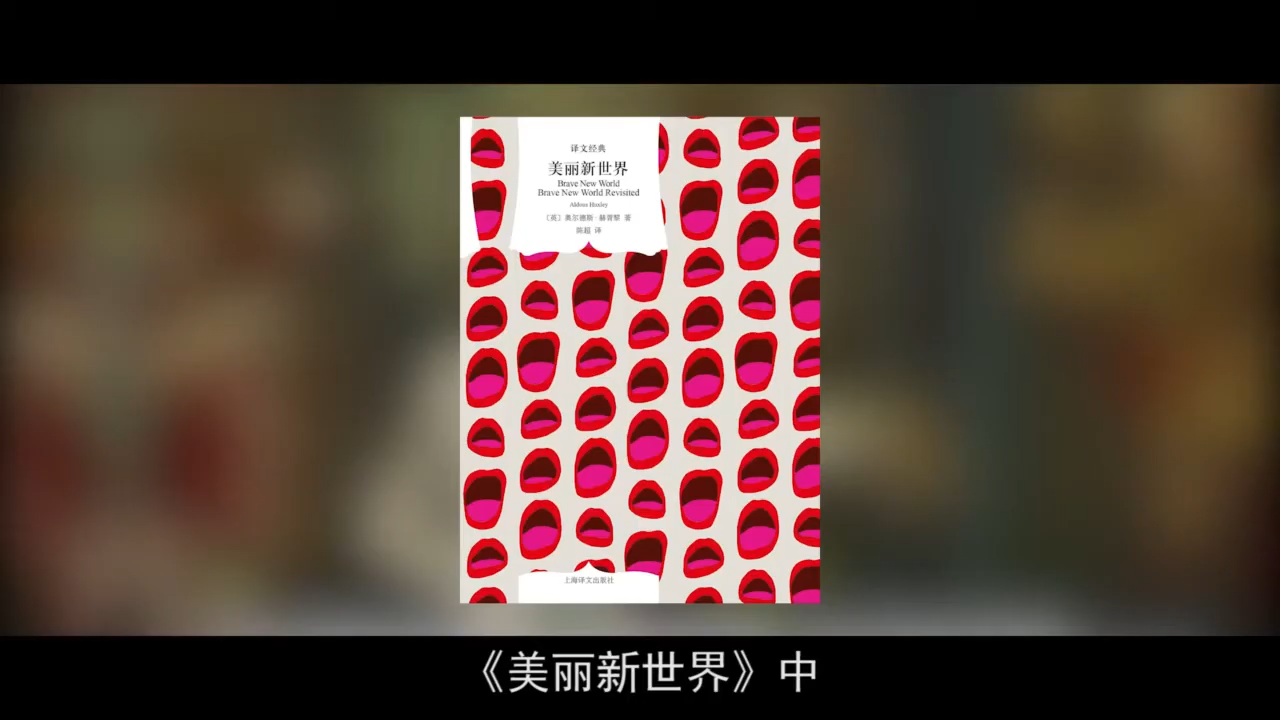 译文经典
美丽新世界
Brave New World
Brave New World Revisited
Aldous Huxley
〔英〕奥尔德斯·赫胥黎 著
陈超 译
上海译文出版社
《美丽新世界》中